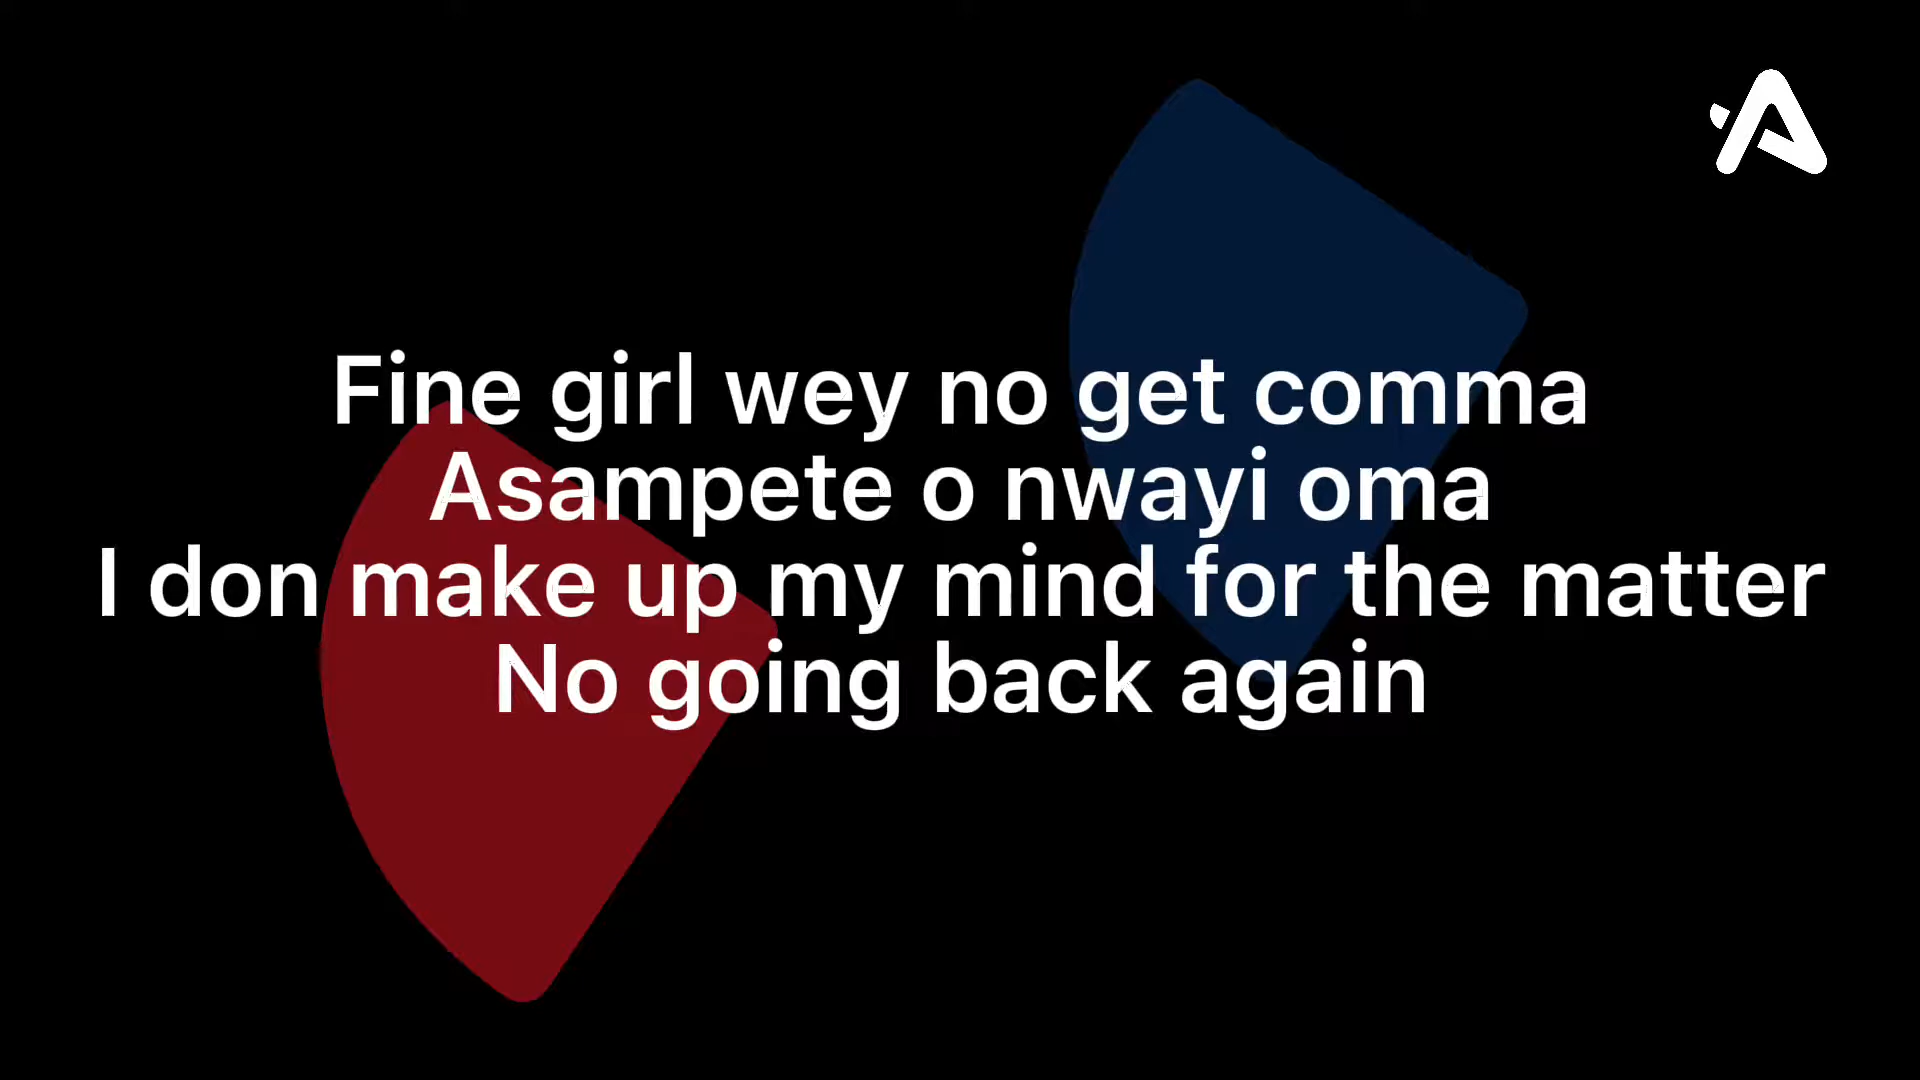 Fine girl wey no get comma
Asampete o nwayi oma
I don make up my mind for the matter
No going back again